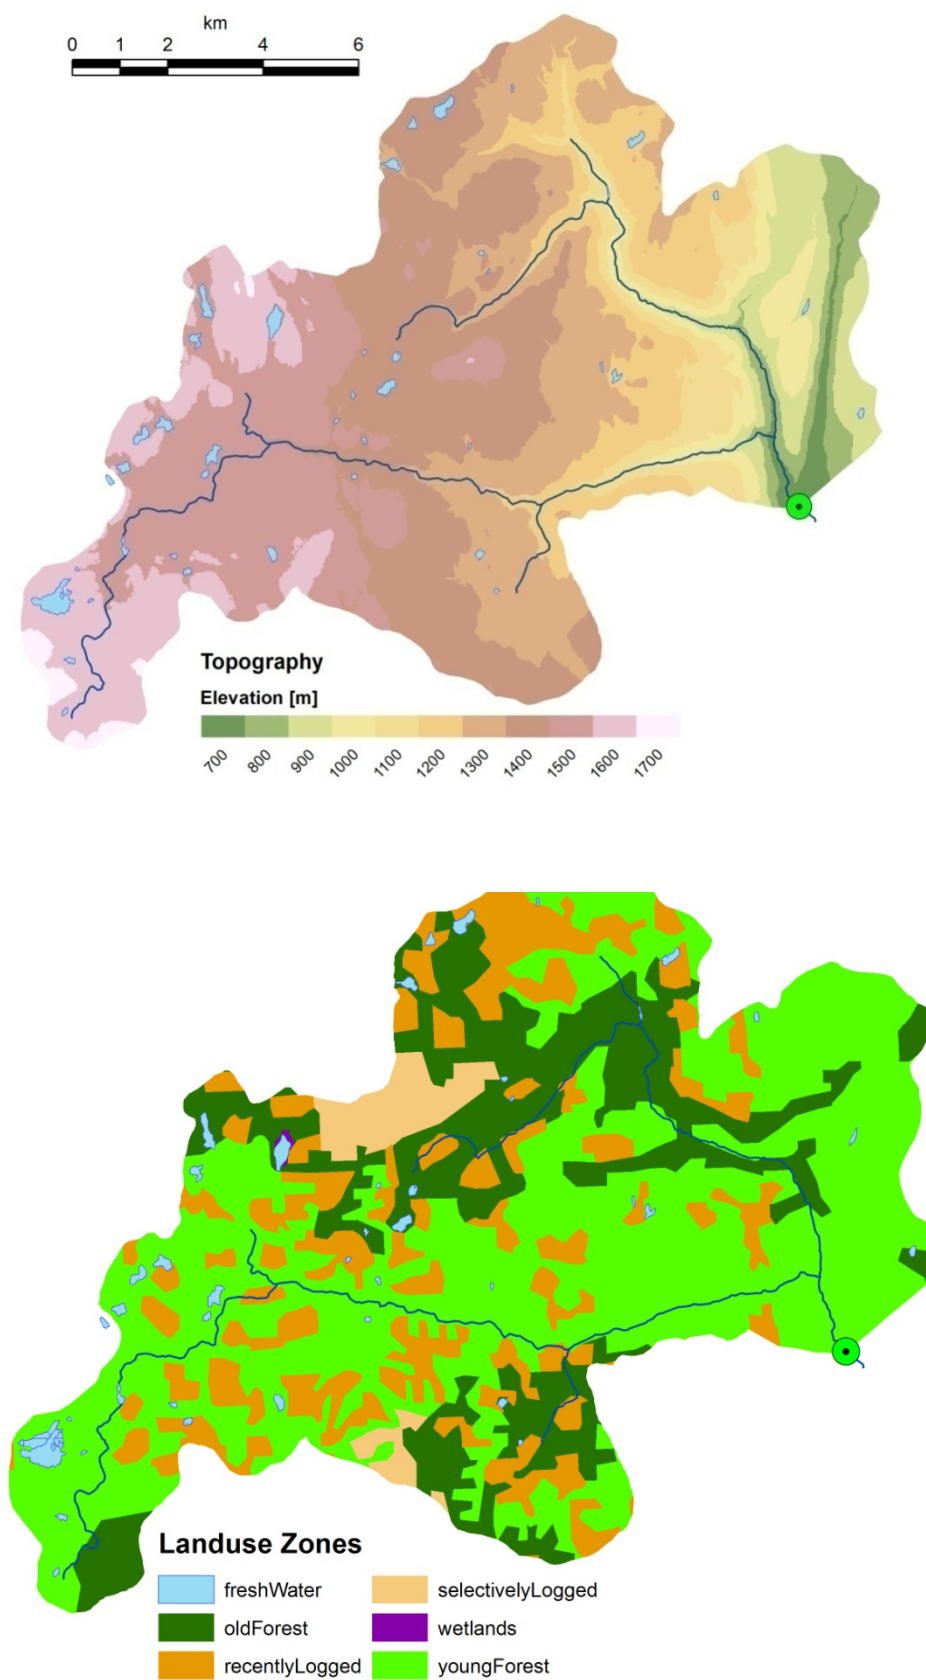 km
0 1 2 4 6
Topography
Elevation [m]
700 800 900 1000 1100 1200 1300 1400 1500 1600 1700
Landuse Zones
freshWater selectivelyLogged
oldForest wetlands
recentlyLogged youngForest